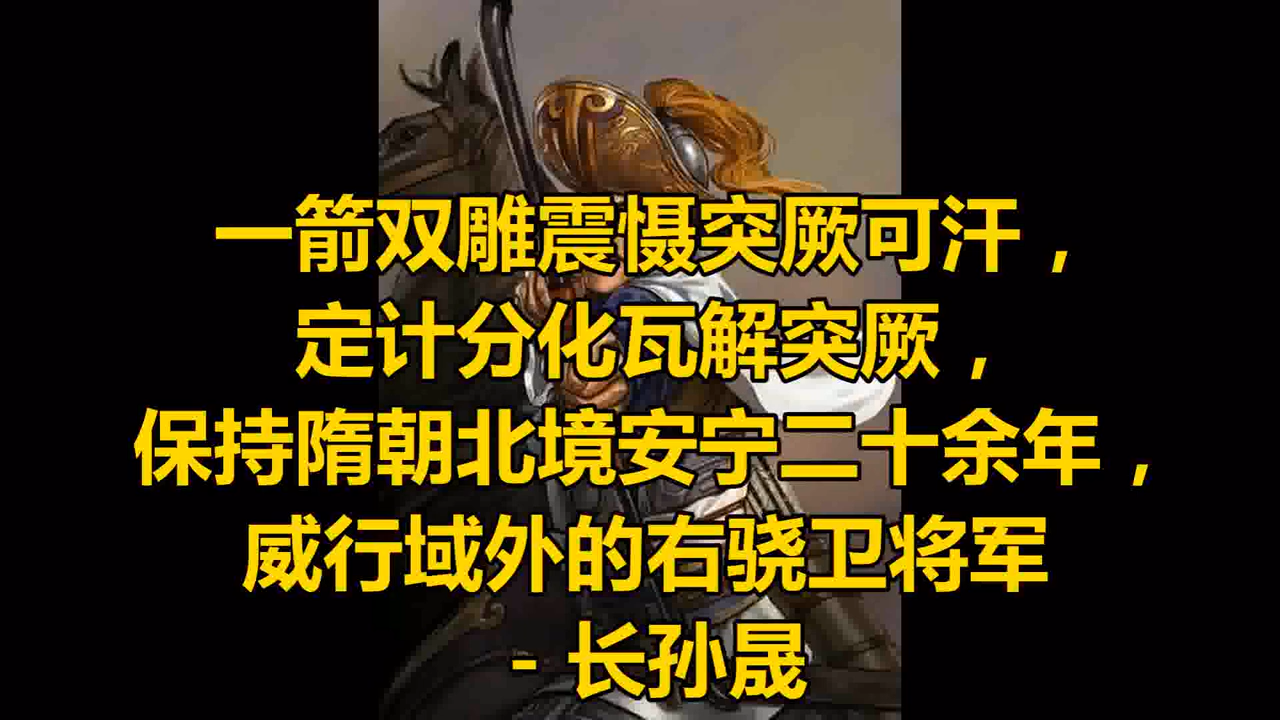 一箭双雕震慑突厥可汗，
定计分化瓦解突厥，
保持隋朝北境安宁二十余年，
威行域外的右骁卫将军
- 长孙晟